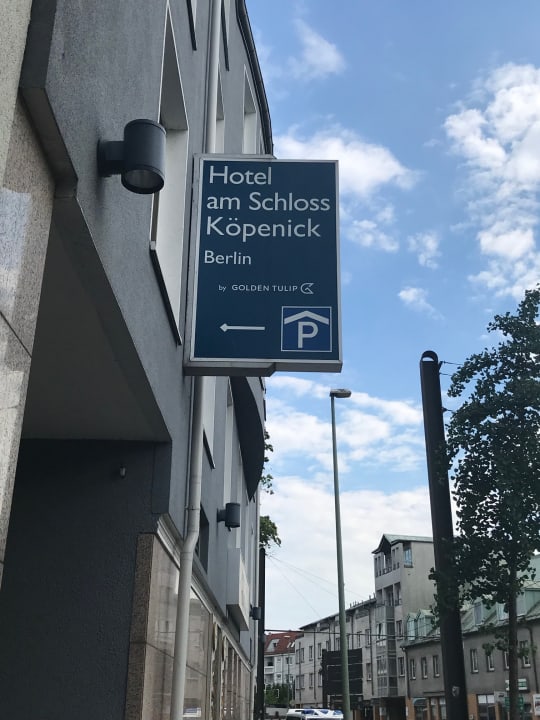 Hotel
am Schloss
Köpenick
Berlin
by GOLDEN TULIP
P